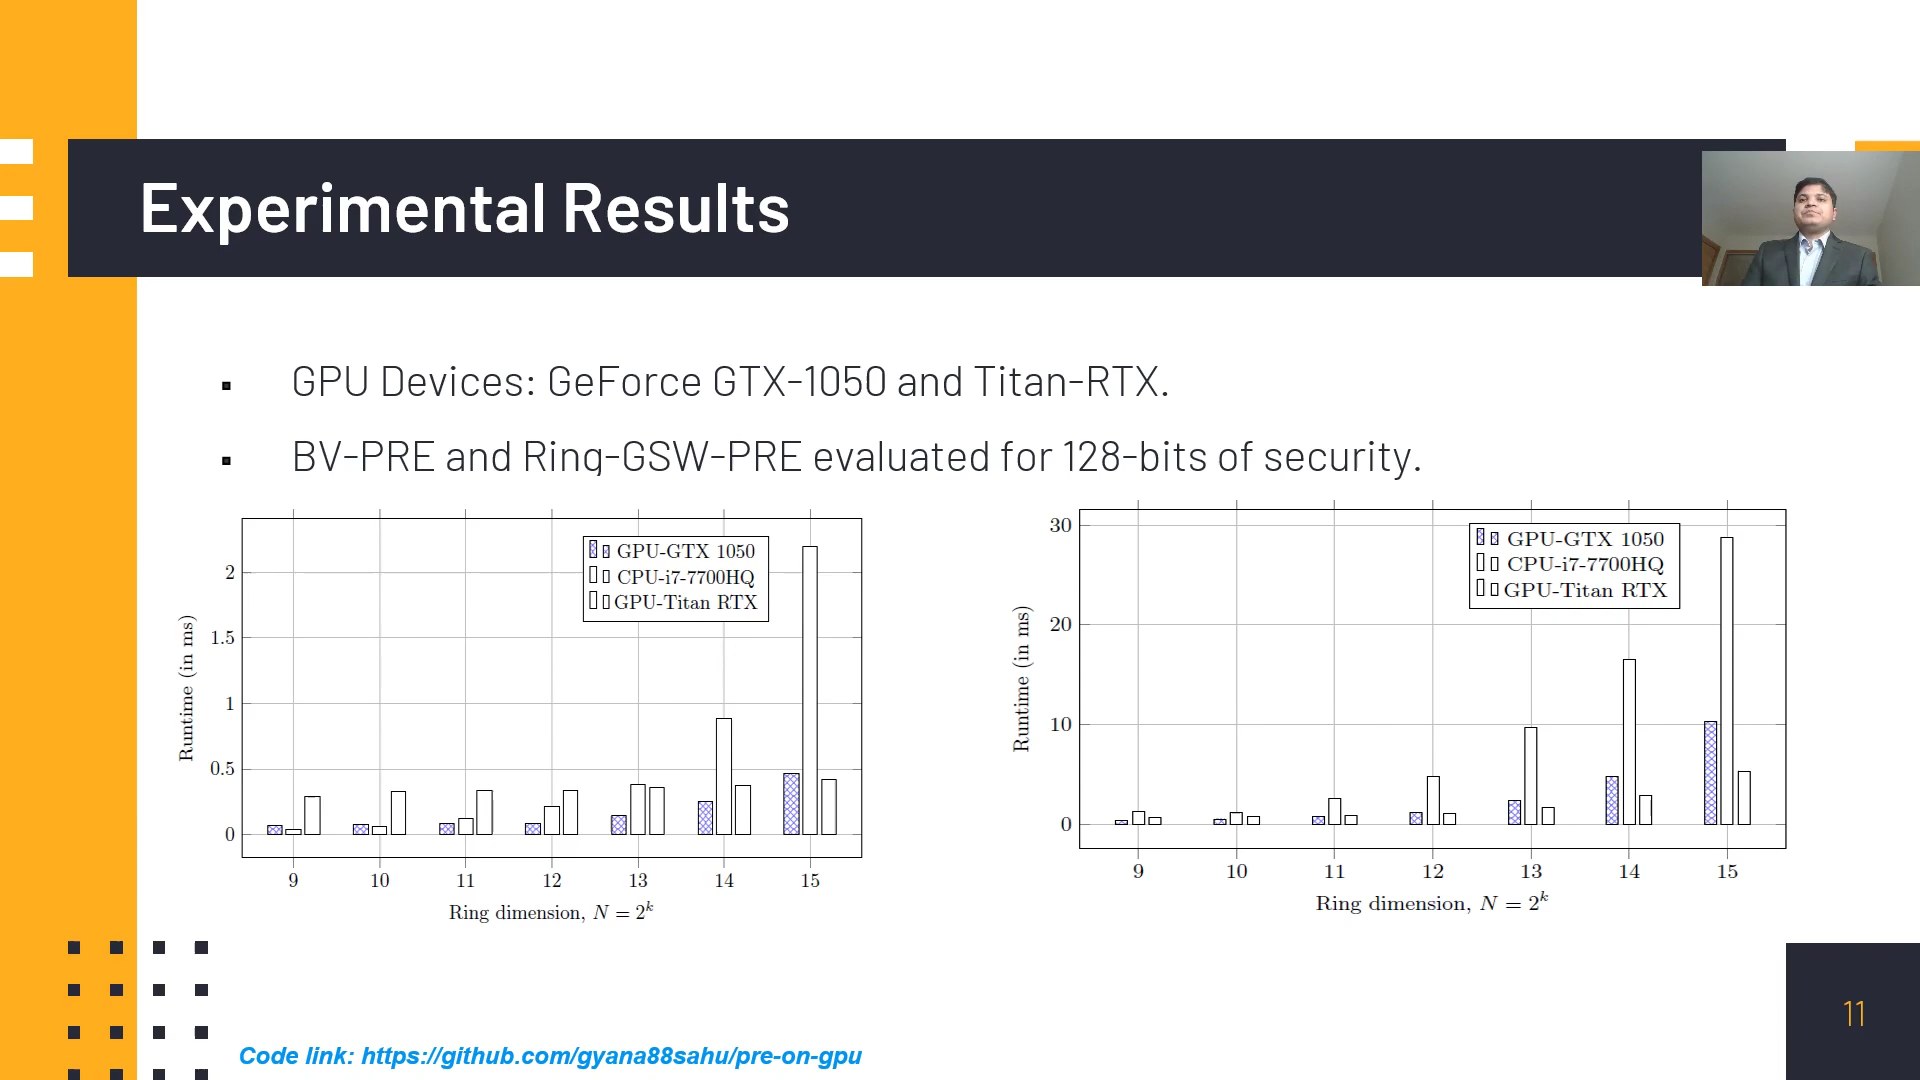 Experimental Results
▪ GPU Devices: GeForce GTX-1050 and Titan-RTX.
▪ BV-PRE and Ring-GSW-PRE evaluated for 128-bits of security.
GPU-GTX 1050
CPU-i7-7700HQ
GPU-Titan RTX
2
1.5
1
0.5
0
Runtime (in ms)
9 10 11 12 13 14 15
Ring dimension, N = 2^k
GPU-GTX 1050
CPU-i7-7700HQ
GPU-Titan RTX
30
20
10
0
Runtime (in ms)
9 10 11 12 13 14 15
Ring dimension, N = 2^k
11
Code link: https://github.com/gyana88sahu/pre-on-gpu